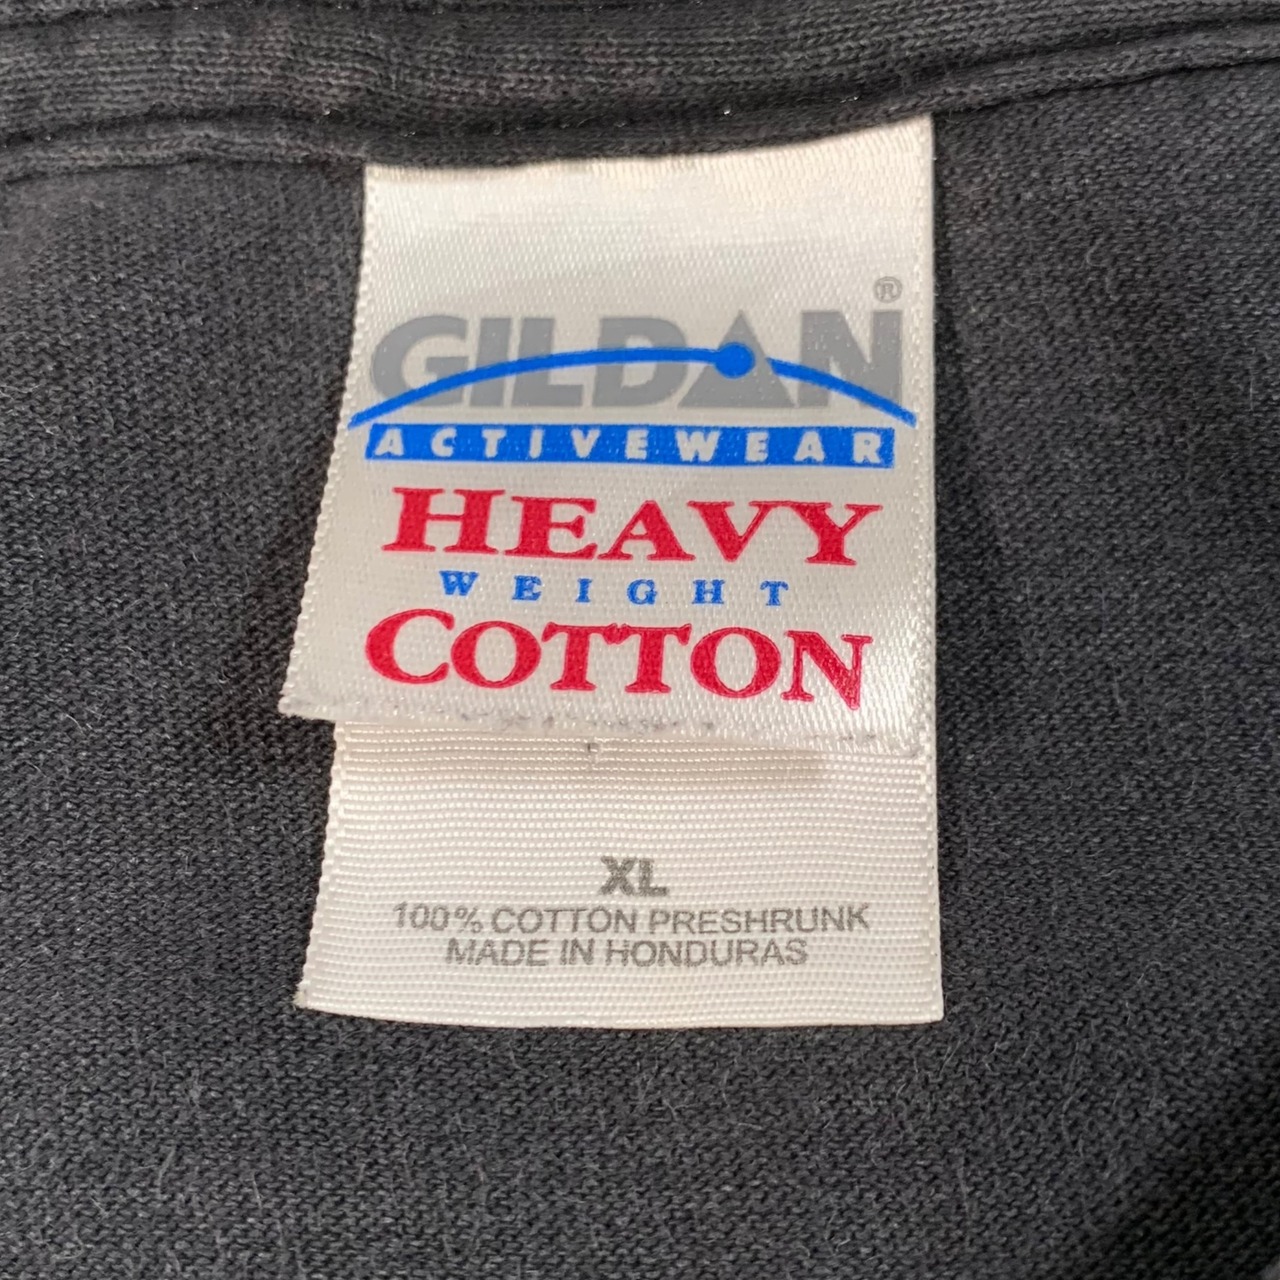 GILDAN®
ACTIVEWEAR
HEAVY
WEIGHT
COTTON
XL
100% COTTON PRESHRUNK
MADE IN HONDURAS